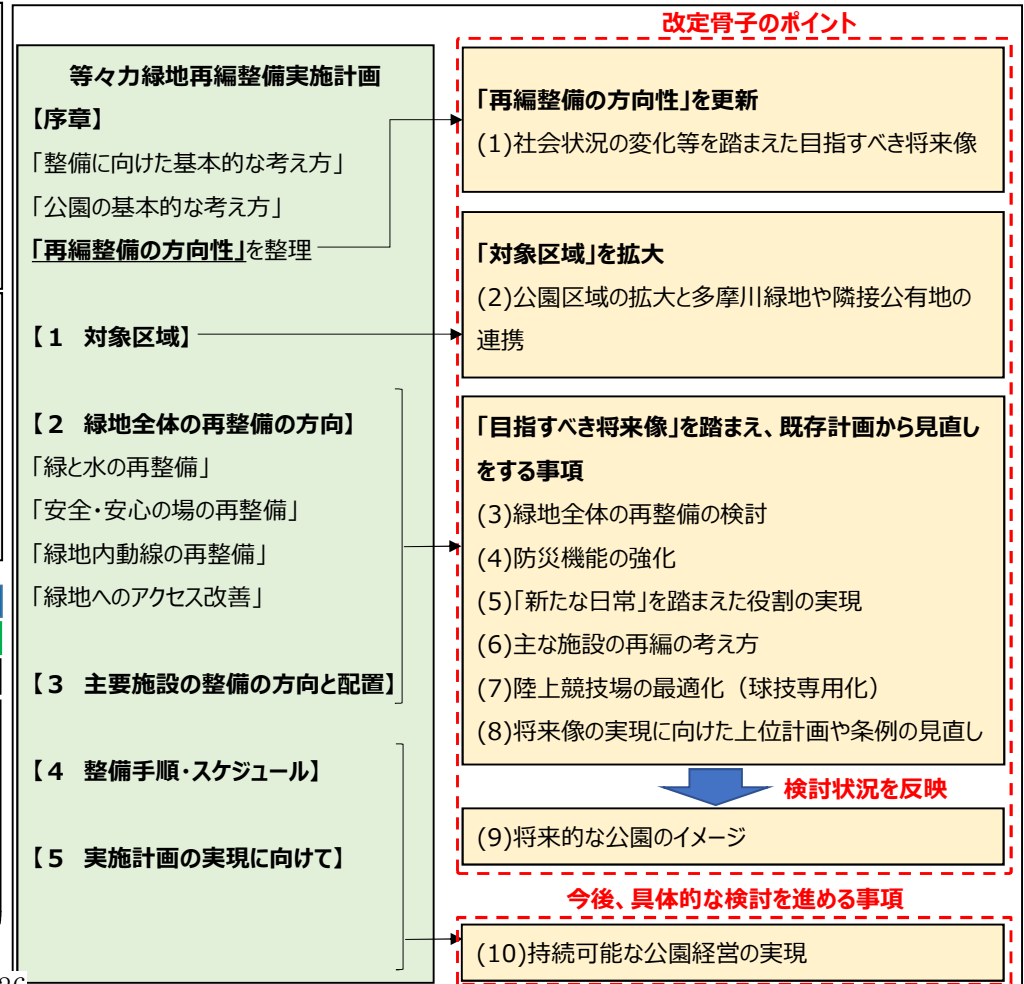 改定骨子のポイント
等々力緑地再編整備実施計画
【序章】
「整備に向けた基本的な考え方」
「公園の基本的な考え方」
「再編整備の方向性」を整理
【1 対象区域】
【2 緑地全体の再整備の方向】
「緑と水の再整備」
「安全・安心の場の再整備」
「緑地内動線の再整備」
「緑地へのアクセス改善」
【3 主要施設の整備の方向と配置】
【4 整備手順・スケジュール】
【5 実施計画の実現に向けて】
「再編整備の方向性」を更新
(1)社会状況の変化等を踏まえた目指すべき将来像
「対象区域」を拡大
(2)公園区域の拡大と多摩川緑地や隣接公有地の
連携
「目指すべき将来像」を踏まえ、既存計画から見直し
をする事項
(3)緑地全体の再整備の検討
(4)防災機能の強化
(5)「新たな日常」を踏まえた役割の実現
(6)主な施設の再編の考え方
(7)陸上競技場の最適化（球技専用化）
(8)将来像の実現に向けた上位計画や条例の見直し
検討状況を反映
(9)将来的な公園のイメージ
今後、具体的な検討を進める事項
(10)持続可能な公園経営の実現